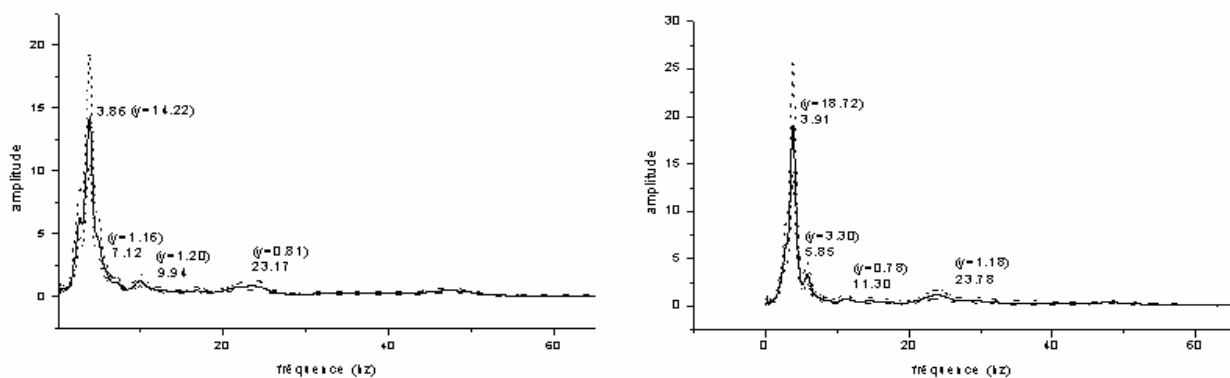 20
15
10
5
0
amplitude
3.86 (y=14.22)
(y=1.16)
7.12
(y=1.20)
9.94
(y=0.81)
23.17
20
40
60
fréquence (hz)
30
25
20
15
10
5
0
amplitude
(y=18.72)
3.91
(y=3.30)
5.85
(y=0.78)
11.30
(y=1.18)
23.78
0
20
40
60
fréquence (hz)